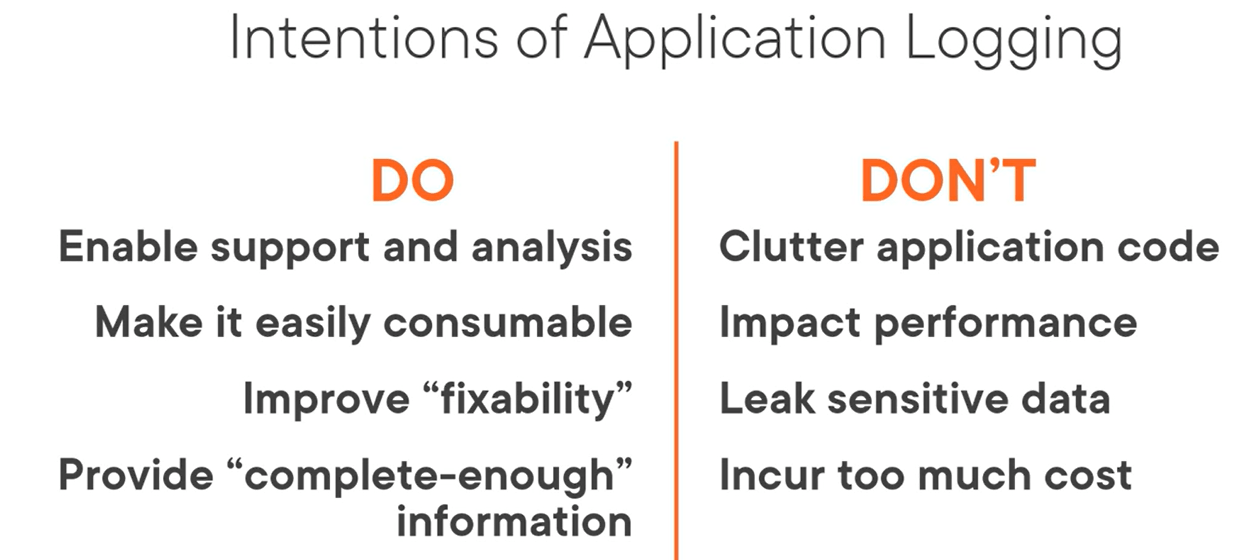 Intentions of Application Logging
DO
Enable support and analysis
Make it easily consumable
Improve “fixability”
Provide “complete-enough”
information
DON’T
Clutter application code
Impact performance
Leak sensitive data
Incur too much cost